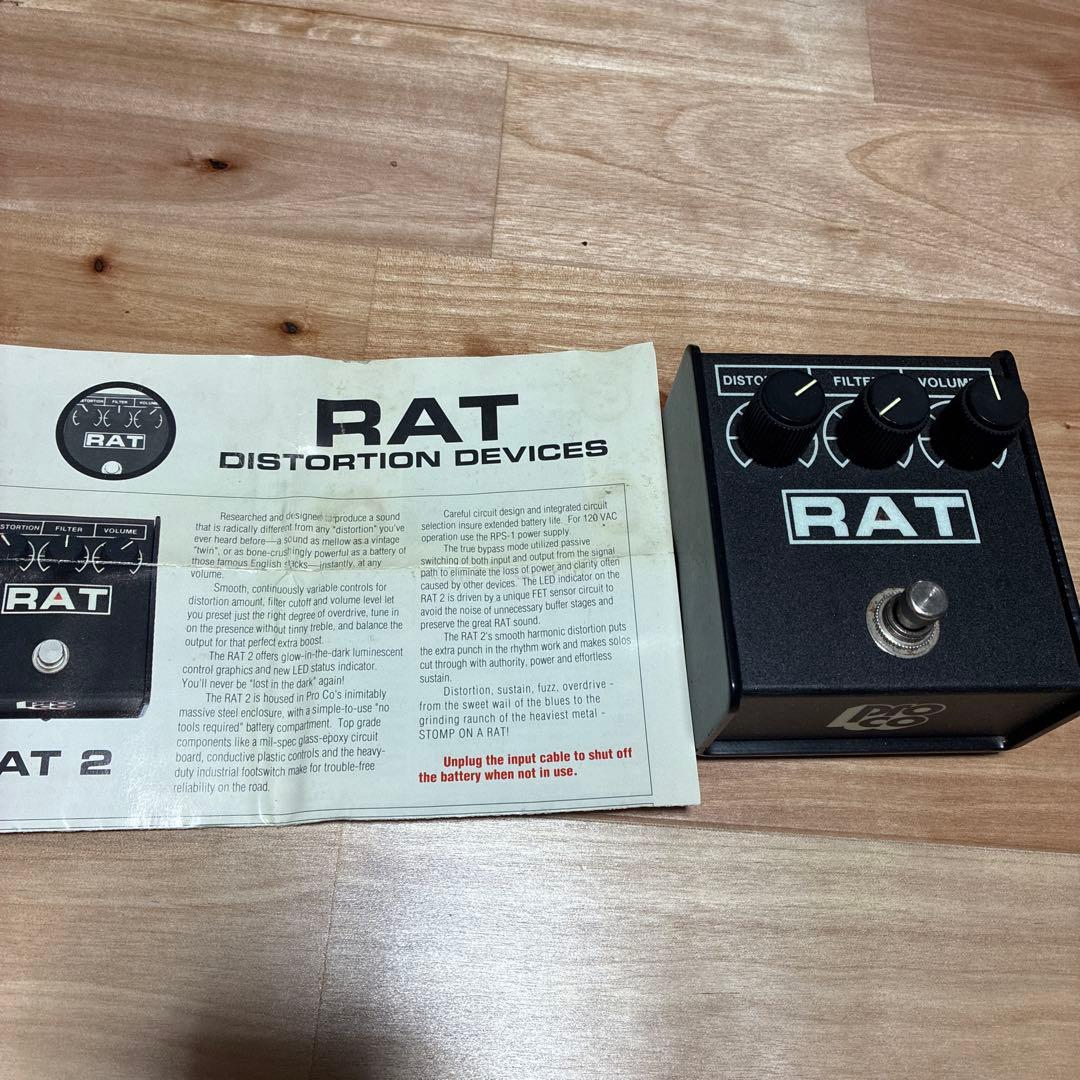 RAT
DISTORTION DEVICES
DISTORTION FILTER VOLUME
RAT
STORTION FILTER VOLUME
RAT
AT 2
Researched and designed to produce a sound
that is radically different from any "distortion" you've
ever heard before—a sound as mellow as a vintage
"twin", or as bone-crushingly powerful as a battery of
those famous English stacks—instantly, at any
volume.
Smooth, continuously variable controls for
distortion amount, filter cutoff and volume level let
you preset just the right degree of overdrive, tune in
on the presence without tinny treble, and balance the
output for that perfect extra boost.
The RAT 2 offers glow-in-the-dark luminescent
control graphics and new LED status indicator.
You'll never be "lost in the dark" again!
The RAT 2 is housed in Pro Co's inimitably
massive steel enclosure, with a simple-to-use "no
tools required" battery compartment. Top grade
components like a mil-spec glass-epoxy circuit
board, conductive plastic controls and the heavy-
duty industrial footswitch make for trouble-free
reliability on the road.
Careful circuit design and integrated circuit
selection insure extended battery life. For 120 VAC
operation use the RPS-1 power supply.
The true bypass mode utilized passive
switching of both input and output from the signal
path to eliminate the loss of power and clarity often
caused by other devices. The LED indicator on the
RAT 2 is driven by a unique FET sensor circuit to
avoid the noise of unnecessary buffer stages and
preserve the great RAT sound.
The RAT 2's smooth harmonic distortion puts
the extra punch in the rhythm work and makes solos
cut through with authority, power and effortless
sustain.
Distortion, sustain, fuzz, overdrive -
from the sweet wail of the blues to the
grinding raunch of the heaviest metal -
STOMP ON A RAT!
Unplug the input cable to shut off
the battery when not in use.
DISTO FILTER VOLUME
RAT
Pro
co